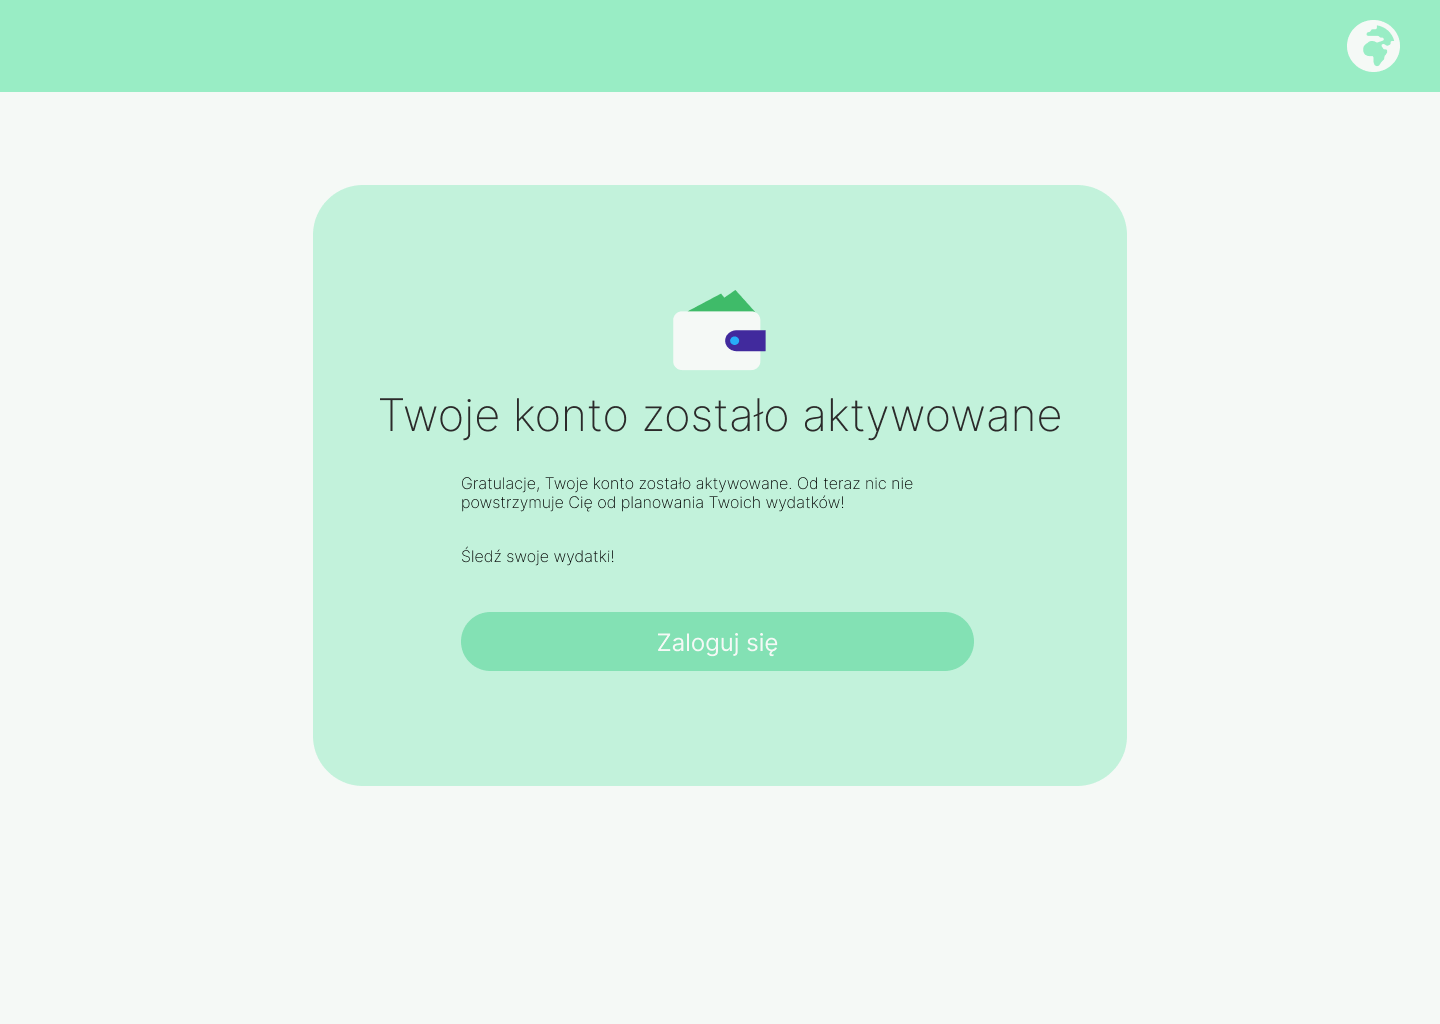 Twoje konto zostało aktywowane
Gratulacje, Twoje konto zostało aktywowane. Od teraz nic nie
powstrzymuje Cię od planowania Twoich wydatków!
Śledź swoje wydatki!
Zaloguj się